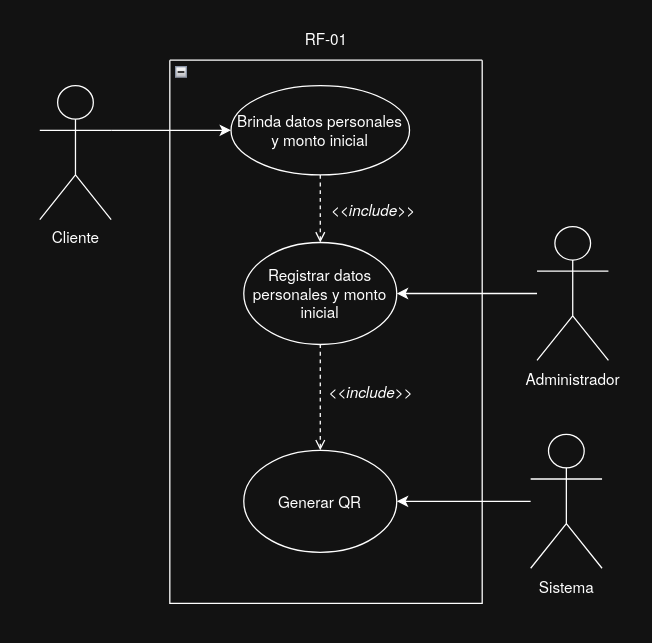 RF-01
Brinda datos personales
y monto inicial
Cliente
<<include>>
Registrar datos
personales y monto
inicial
Administrador
<<include>>
Generar QR
Sistema